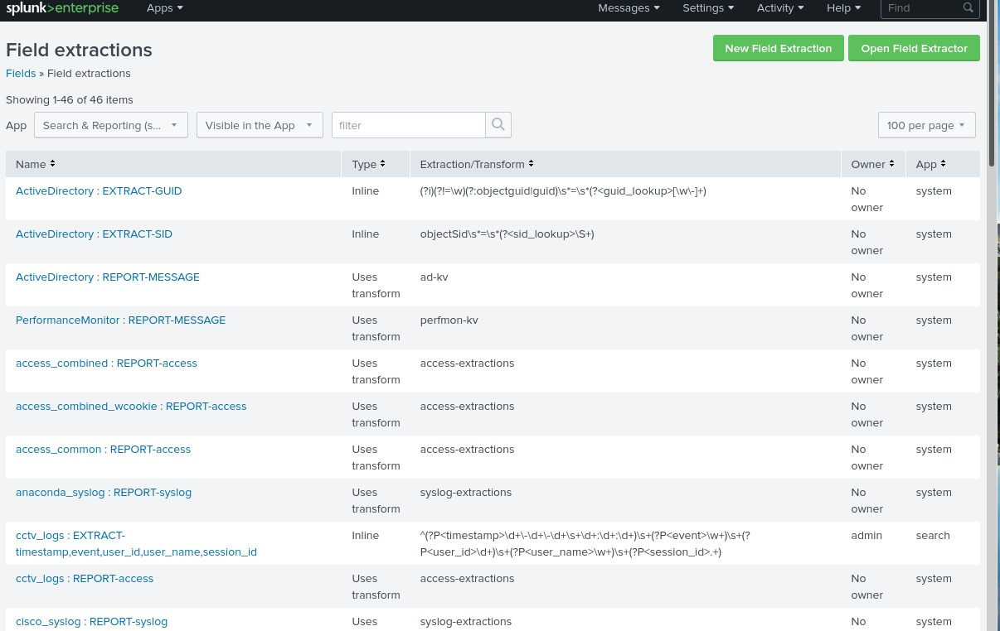 splunk>enterprise Apps Messages Settings Activity Help Find
Field extractions New Field Extraction Open Field Extractor
Fields » Field extractions
Showing 1-46 of 46 items
App Search & Reporting (s... Visible in the App filter 100 per page
Name Type Extraction/Transform Owner App
ActiveDirectory : EXTRACT-GUID Inline (?i)(?!=\w)(?:objectguid|guid)\s*=\s*(?<guid_lookup>[\w\-]+) No system
owner
ActiveDirectory : EXTRACT-SID Inline objectSid\s*=\s*(?<sid_lookup>\S+) No system
owner
ActiveDirectory : REPORT-MESSAGE Uses ad-kv No system
transform owner
PerformanceMonitor : REPORT-MESSAGE Uses perfmon-kv No system
transform owner
access_combined : REPORT-access Uses access-extractions No system
transform owner
access_combined_wcookie : REPORT-access Uses access-extractions No system
transform owner
access_common : REPORT-access Uses access-extractions No system
transform owner
anaconda_syslog : REPORT-syslog Uses syslog-extractions No system
transform owner
cctv_logs : EXTRACT- Inline ^(?P<timestamp>\d+\-\d+\-\d+\s+\d+:\d+:\d+)\s+(?P<event>\w+)\s+(? admin search
timestamp,event,user_id,user_name,session_id P<user_id>\d+)\s+(?P<user_name>\w+)\s+(?P<session_id>.+)
cctv_logs : REPORT-access Uses access-extractions No system
transform owner
cisco_syslog : REPORT-syslog Uses syslog-extractions No system